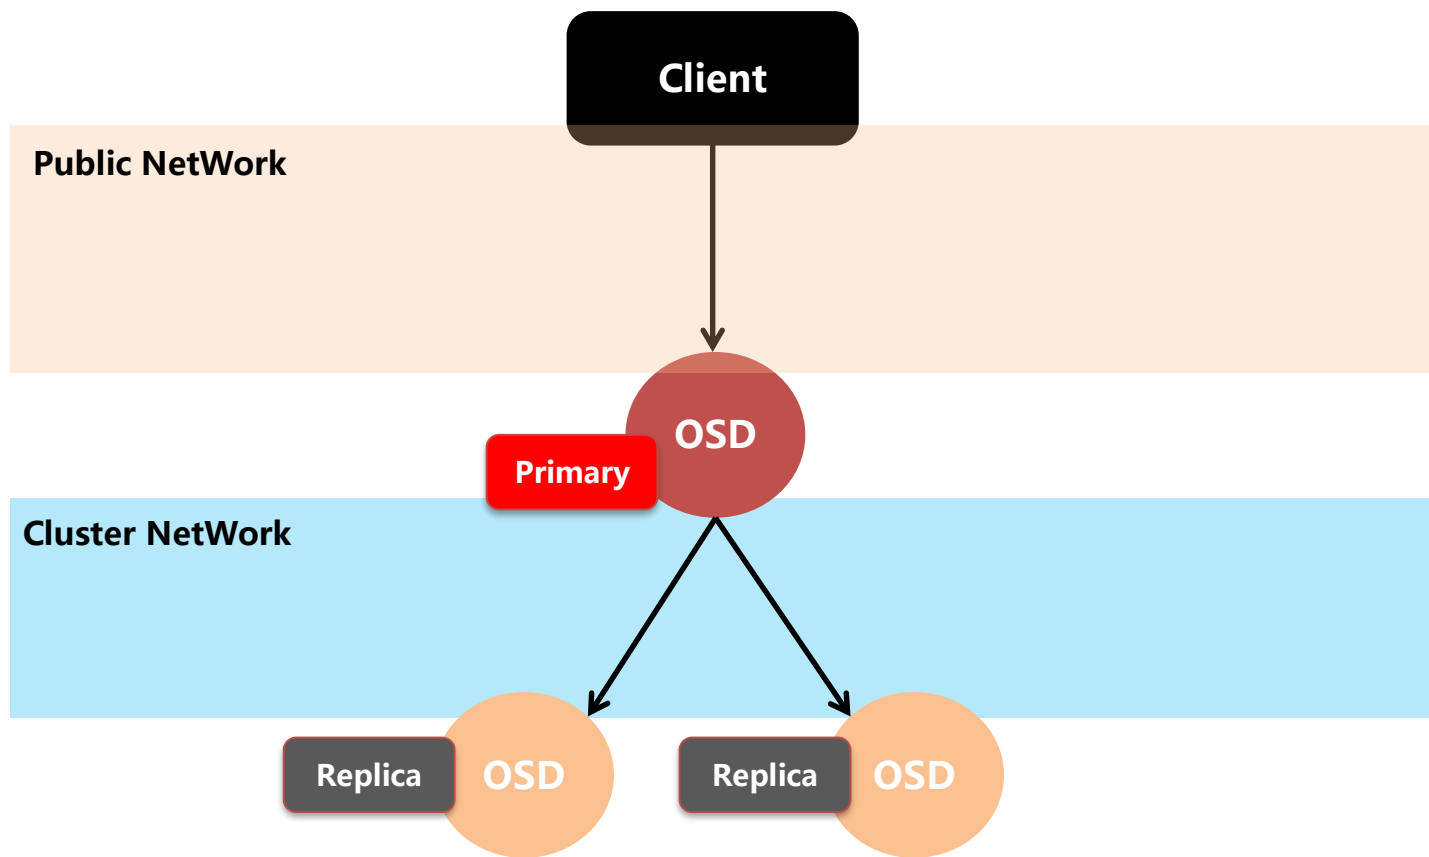 Client
Public NetWork
OSD
Primary
Cluster NetWork
Replica
OSD
Replica
OSD